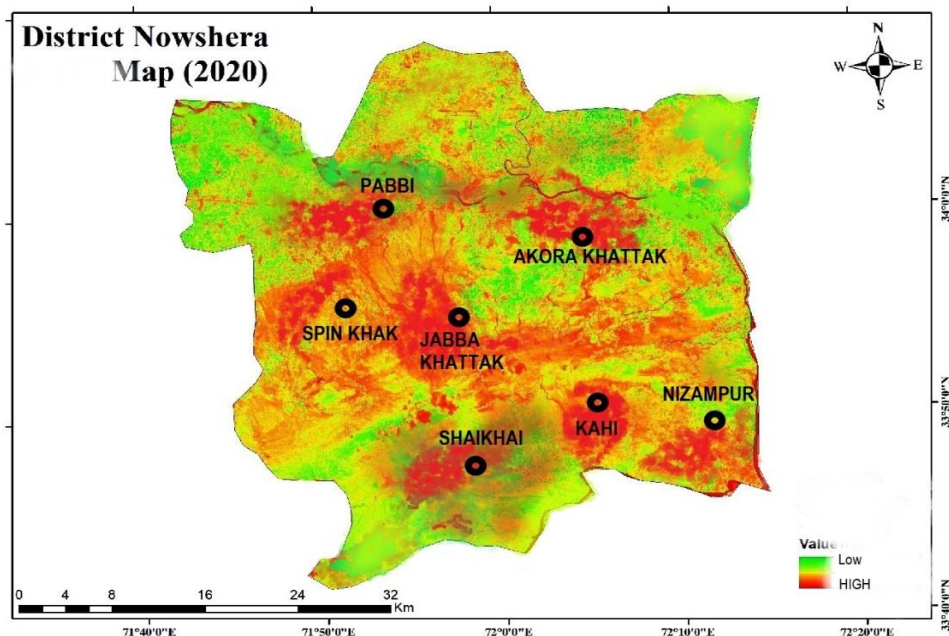 District Nowshera
Map (2020)
N
W E
S
PABBI
AKORA KHATTAK
SPIN KHAK
JABBA
KHATTAK
NIZAMPUR
KAHI
SHAIKHAI
34°0'0"N
33°50'0"N
33°40'0"N
Value
Low
HIGH
0 2 4 8 16 24 32
Km
71°40'0"E 71°50'0"E 72°0'0"E 72°10'0"E 72°20'0"E